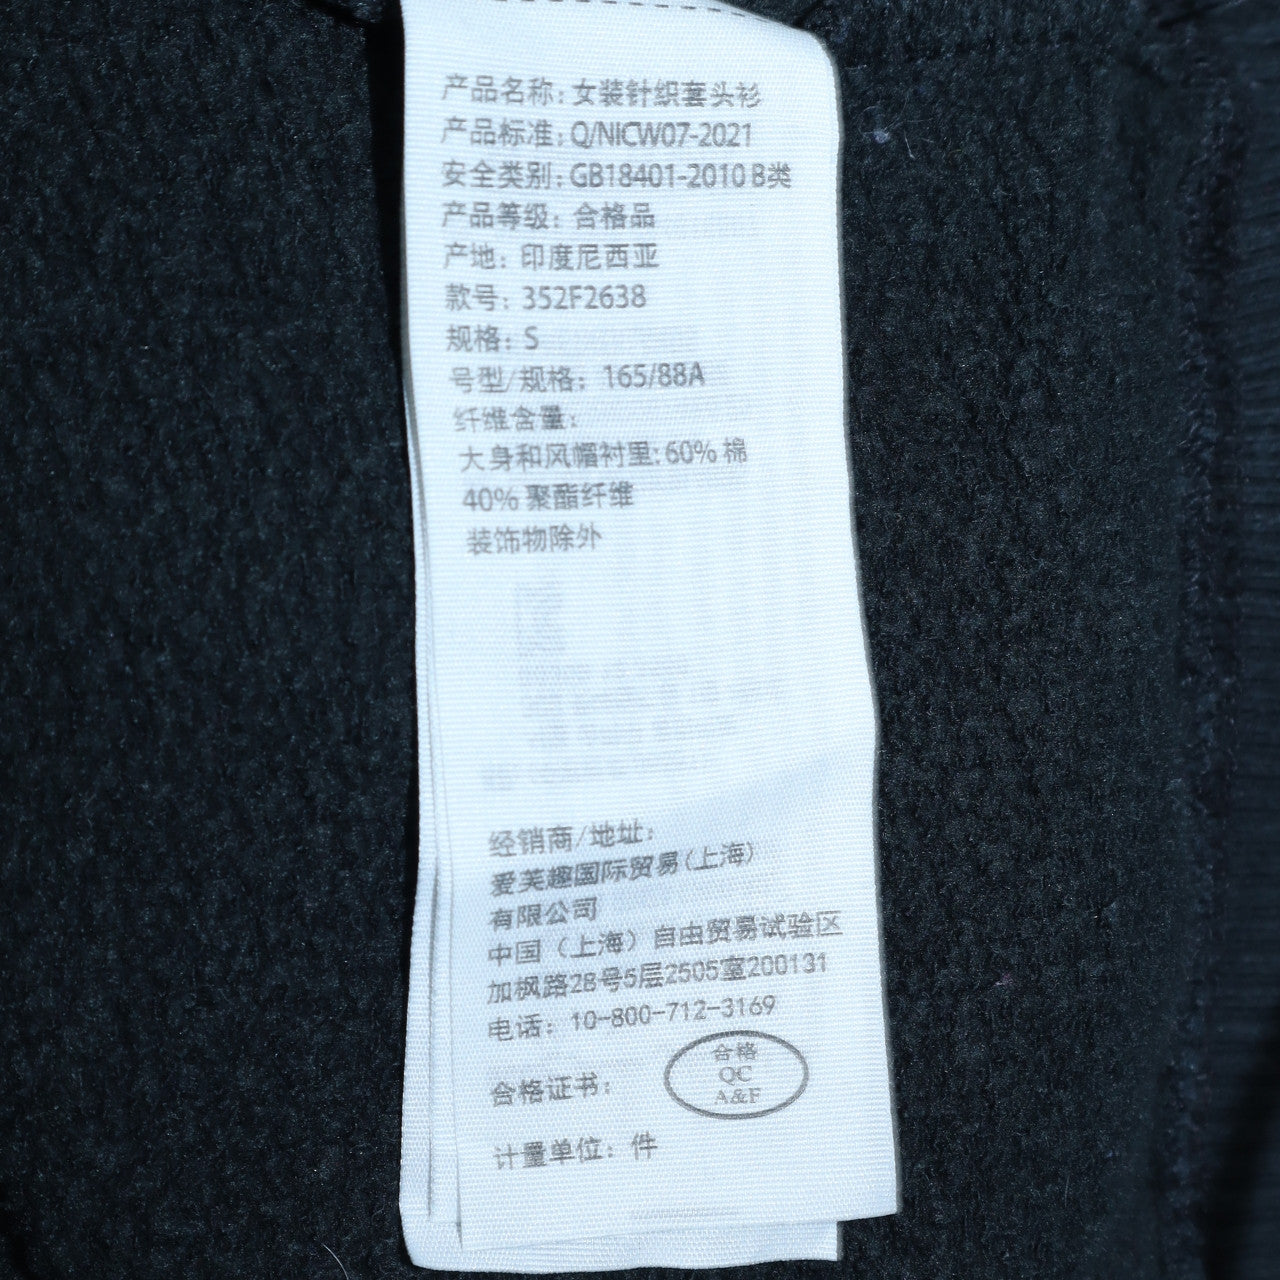 产品名称: 女装针织套头衫
产品标准: Q/NICW07-2021
安全类别: GB18401-2010 B类
产品等级: 合格品
产地: 印度尼西亚
款号: 352F2638
规格: S
号型/规格: 165/88A
纤维含量:
大身和风帽衬里: 60% 棉
40% 聚酯纤维
装饰物除外
经销商/地址:
爱芙趣国际贸易(上海)
有限公司
中国（上海）自由贸易试验区
加枫路28号5层2505室200131
电话: 10-800-712-3169
合格
QC
A&F
合格证书:
计量单位: 件